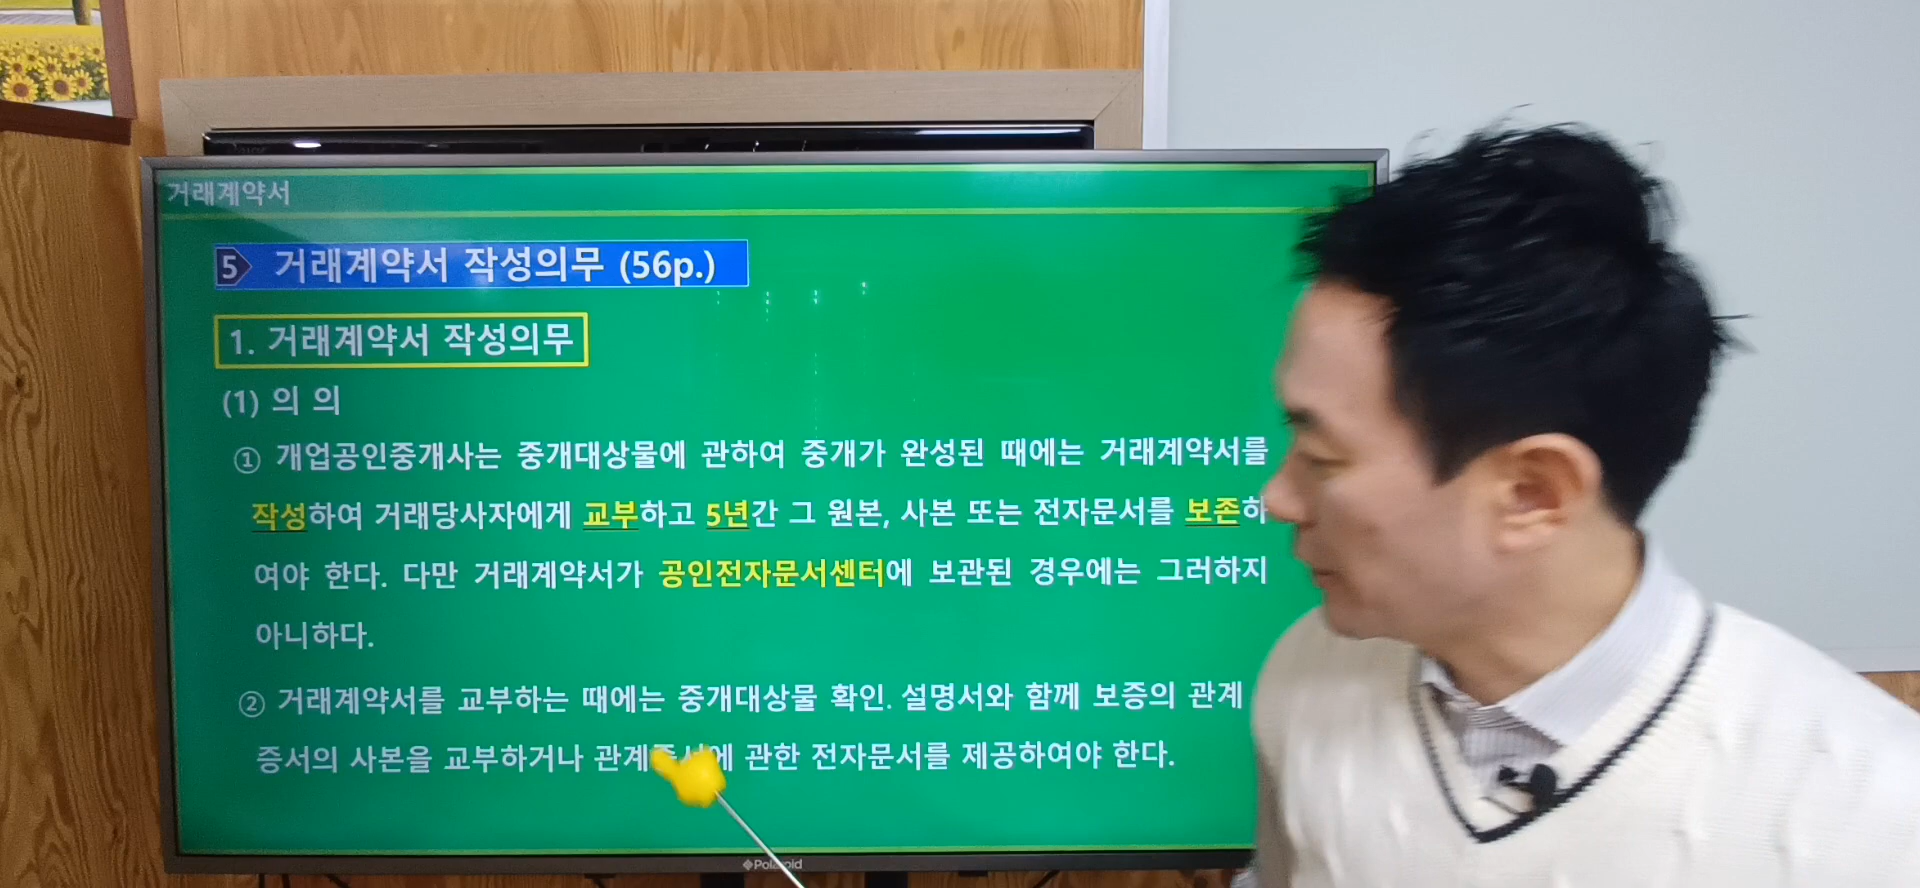 거래계약서
5 거래계약서 작성의무 (56p.)
1. 거래계약서 작성의무
(1) 의 의
① 개업공인중개사는 중개대상물에 관하여 중개가 완성된 때에는 거래계약서를
작성하여 거래당사자에게 교부하고 5년간 그 원본, 사본 또는 전자문서를 보존하
여야 한다. 다만 거래계약서가 공인전자문서센터에 보관된 경우에는 그러하지
아니하다.
② 거래계약서를 교부하는 때에는 중개대상물 확인. 설명서와 함께 보증의 관계
증서의 사본을 교부하거나 관계증서에 관한 전자문서를 제공하여야 한다.
Polaroid